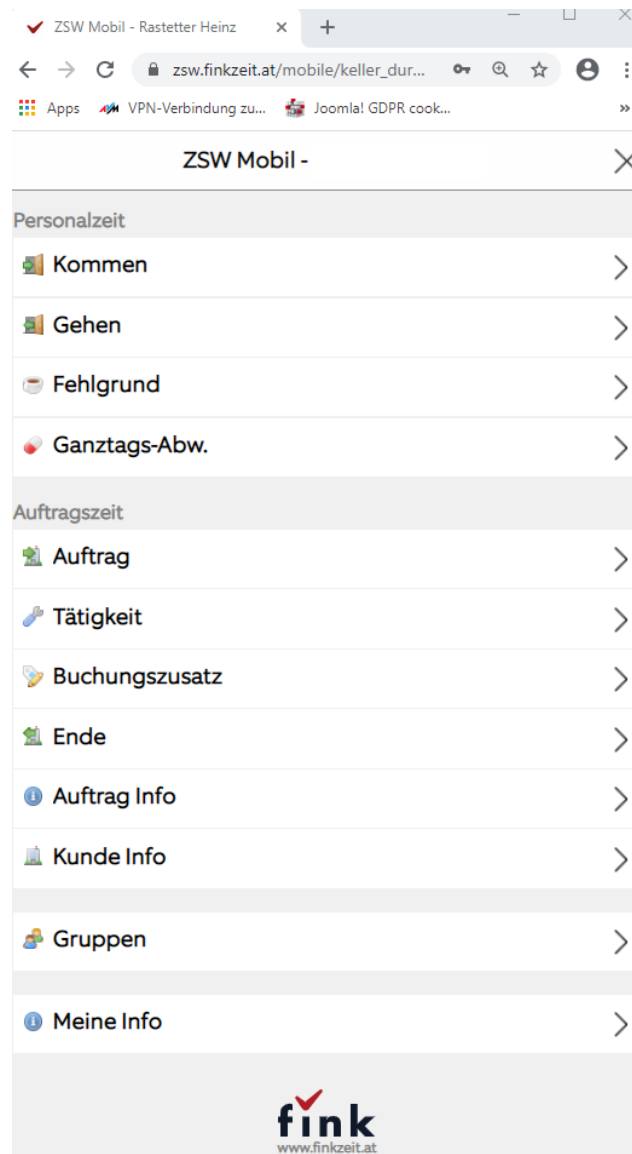 ZSW Mobil - Rastetter Heinz
zsw.finkzeit.at/mobile/keller_dur...
Apps VPN-Verbindung zu... Joomla! GDPR cook... »
ZSW Mobil -
Personalzeit
Kommen
Gehen
Fehlgrund
Ganztags-Abw.
Auftragszeit
Auftrag
Tätigkeit
Buchungszusatz
Ende
Auftrag Info
Kunde Info
Gruppen
Meine Info
fink
www.finkzeit.at